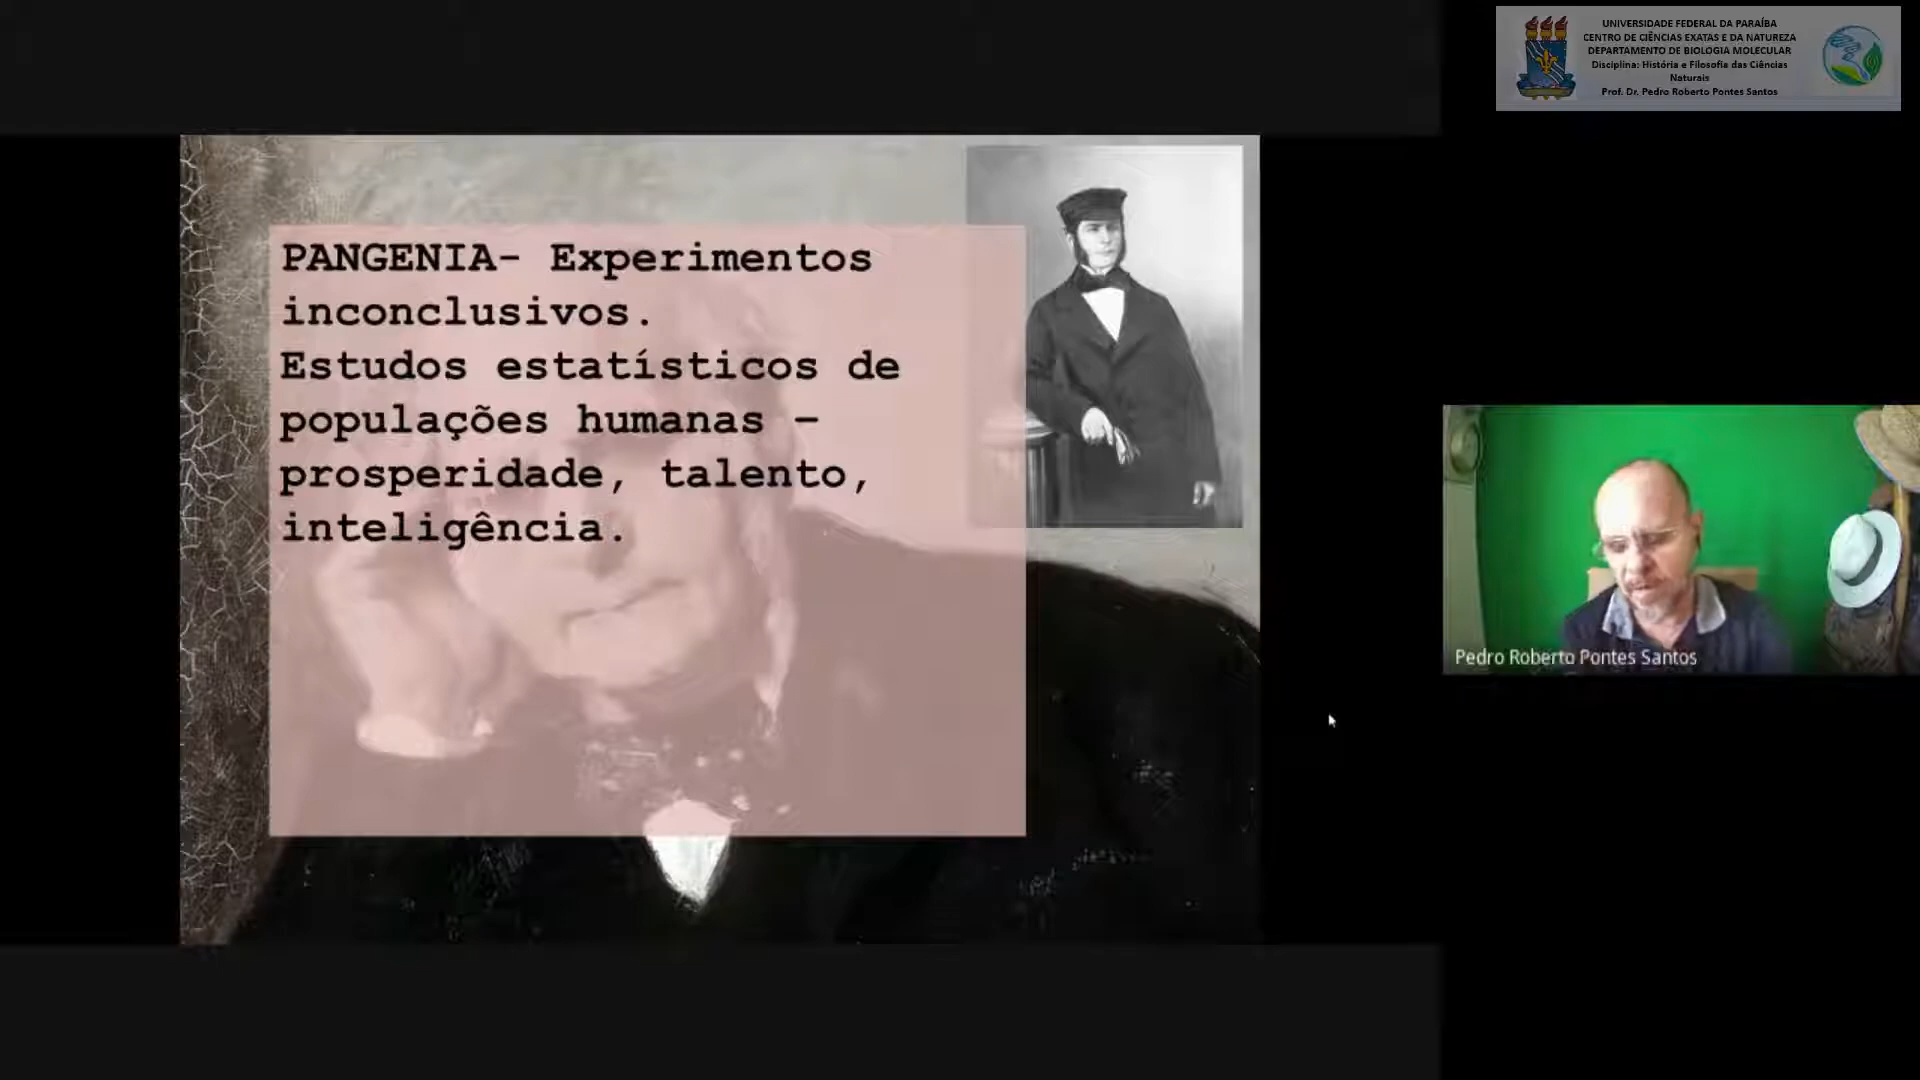 UNIVERSIDADE FEDERAL DA PARAÍBA
CENTRO DE CIÊNCIAS EXATAS E DA NATUREZA
DEPARTAMENTO DE BIOLOGIA MOLECULAR
Disciplina: História e Filosofia das Ciências
Naturais
Prof. Dr. Pedro Roberto Pontes Santos
PANGENIA- Experimentos
inconclusivos.
Estudos estatísticos de
populações humanas –
prosperidade, talento,
inteligência.
Pedro Roberto Pontes Santos